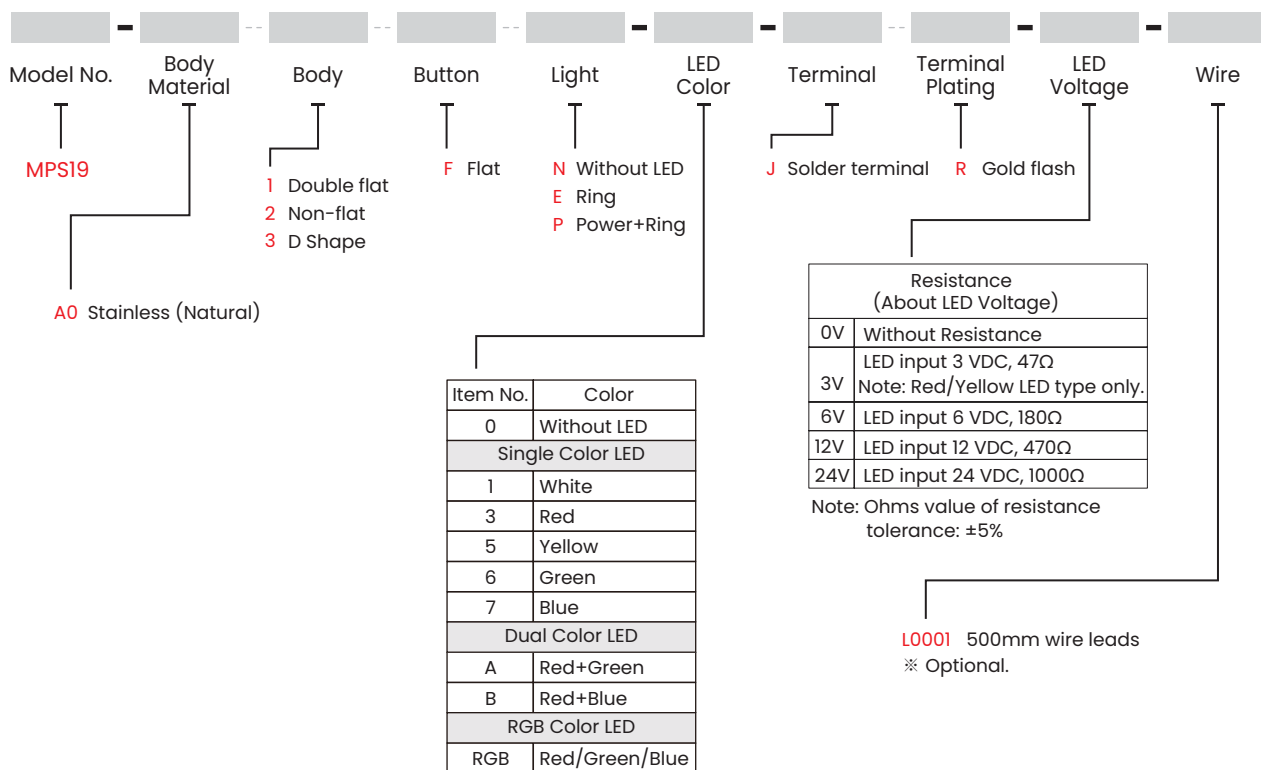 Model No.
Body
Material
Body
Button
Light
LED
Color
Terminal
Terminal
Plating
LED
Voltage
Wire
MPS19
A0 Stainless (Natural)
1 Double flat
2 Non-flat
3 D Shape
F Flat
N Without LED
E Ring
P Power+Ring
Item No. Color
0 Without LED
Single Color LED
1 White
3 Red
5 Yellow
6 Green
7 Blue
Dual Color LED
A Red+Green
B Red+Blue
RGB Color LED
RGB Red/Green/Blue
J Solder terminal
R Gold flash
Resistance
(About LED Voltage)
0V Without Resistance
3V LED input 3 VDC, 47Ω
Note: Red/Yellow LED type only.
6V LED input 6 VDC, 180Ω
12V LED input 12 VDC, 470Ω
24V LED input 24 VDC, 1000Ω
Note: Ohms value of resistance
tolerance: ±5%
L0001 500mm wire leads
※ Optional.